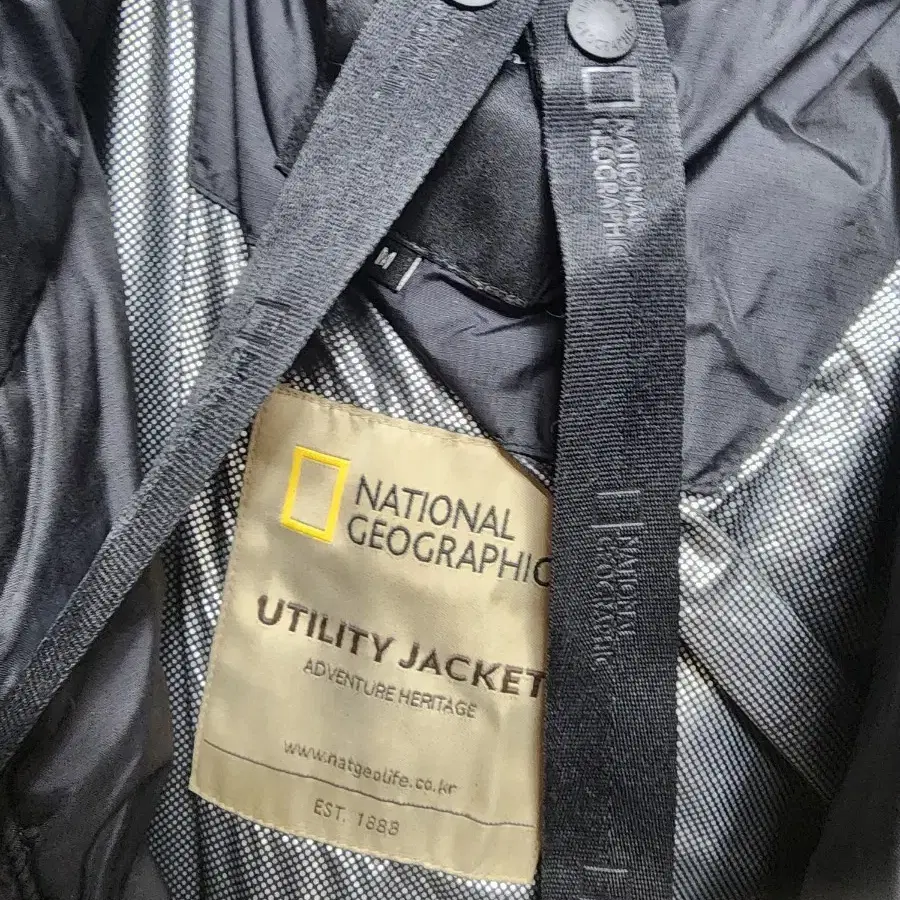 NATIONAL
GEOGRAPHIC
M
NATIONAL
GEOGRAPHIC
UTILITY JACKET
ADVENTURE HERITAGE
www.natgeolife.co.kr
EST. 1888
NATIONAL
GEOGRAPHIC